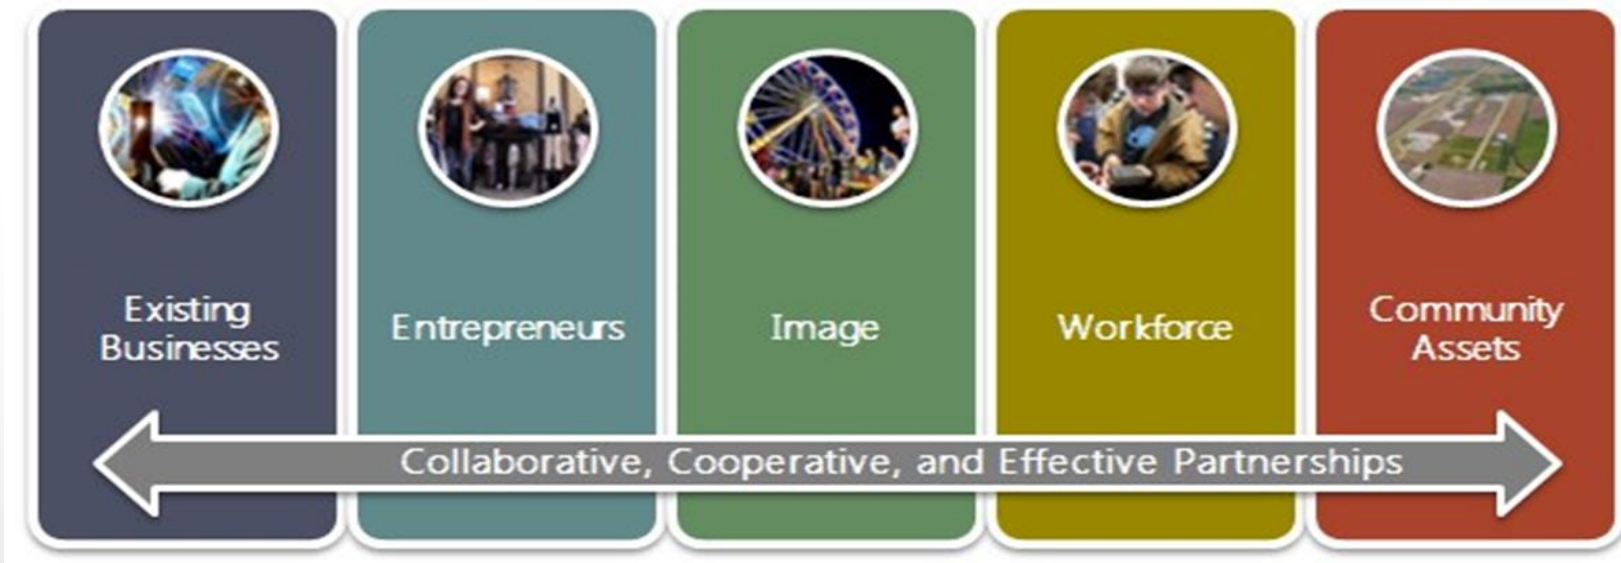 Existing
Businesses
Entrepreneurs
Image
Workforce
Community
Assets
Collaborative, Cooperative, and Effective Partnerships